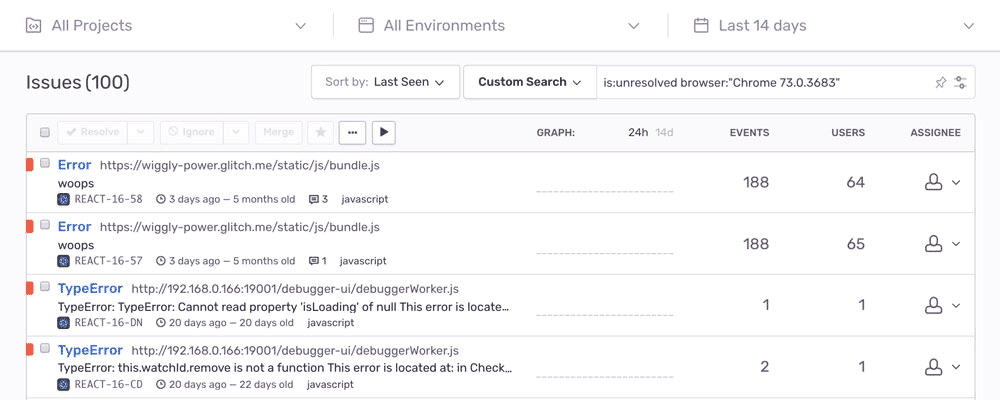 All Projects All Environments Last 14 days
Issues (100) Sort by: Last Seen Custom Search is:unresolved browser:"Chrome 73.0.3683"
Resolve Ignore Merge GRAPH: 24h 14d EVENTS USERS ASSIGNEE
Error https://wiggly-power.glitch.me/static/js/bundle.js
woops 188 64
REACT-16-58 3 days ago — 5 months old 3 javascript
Error https://wiggly-power.glitch.me/static/js/bundle.js
woops 188 65
REACT-16-57 3 days ago — 5 months old 1 javascript
TypeError http://192.168.0.166:19001/debugger-ui/debuggerWorker.js
TypeError: TypeError: Cannot read property 'isLoading' of null This error is locate… 1 1
REACT-16-DN 20 days ago — 20 days old javascript
TypeError http://192.168.0.166:19001/debugger-ui/debuggerWorker.js
TypeError: this.watchId.remove is not a function This error is located at: in Check… 2 1
REACT-16-CD 20 days ago — 22 days old javascript